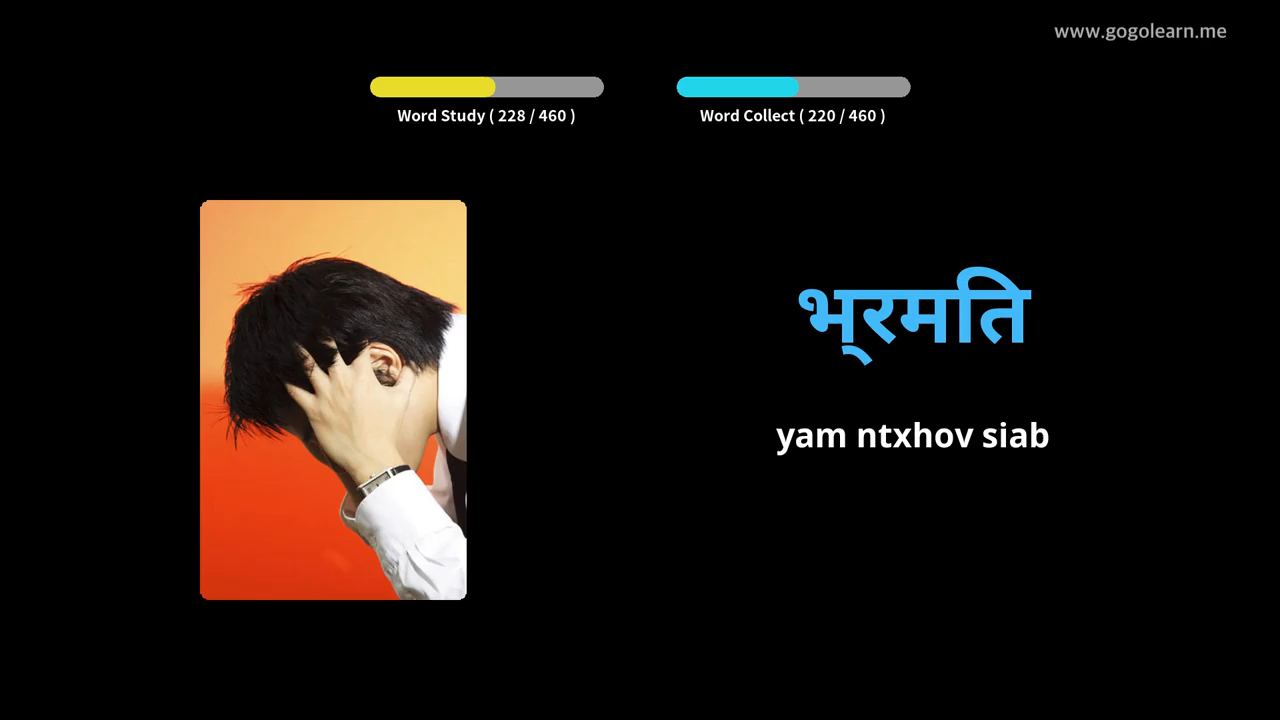 www.gogolearn.me
Word Study ( 228 / 460 )
Word Collect ( 220 / 460 )
भ्रमति
yam ntxhov siab